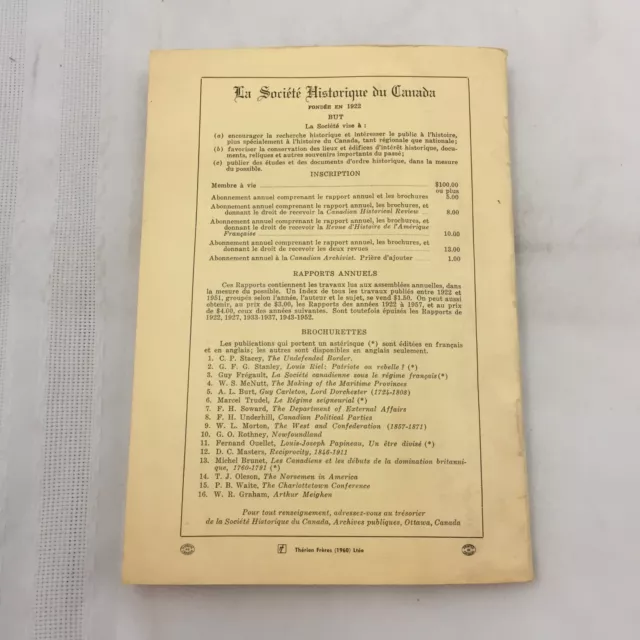 La Société Historique du Canada
FONDÉE EN 1922
BUT
La Société vise à :
(a) encourager la recherche historique et intéresser le public à l'histoire,
plus spécialement à l'histoire du Canada, tant régionale que nationale;
(b) favoriser la conservation des lieux et édifices d'intérêt historique, docu-
ments, reliques et autres souvenirs importants du passé;
(c) publier des études et des documents d'ordre historique, dans la mesure
du possible.
INSCRIPTION
Membre à vie $100.00
ou plus
Abonnement annuel comprenant le rapport annuel et les brochures 5.00
Abonnement annuel comprenant le rapport annuel, les brochures, et
donnant le droit de recevoir la Canadian Historical Review 8.00
Abonnement annuel comprenant le rapport annuel, les brochures, et
donnant le droit de recevoir la Revue d'Histoire de l'Amérique
Française 10.00
Abonnement annuel comprenant le rapport annuel, les brochures, et
donnant le droit de recevoir les deux revues 13.00
Abonnement annuel à la Canadian Archivist. Prière d'ajouter 1.00
RAPPORTS ANNUELS
Ces Rapports contiennent les travaux lus aux assemblées annuelles, dans
la mesure du possible. Un Index de tous les travaux publiés entre 1922 et
1951, groupés selon l'année, l'auteur et le sujet, se vend $1.50. On peut aussi
obtenir, au prix de $3.00, les Rapports des années 1922 à 1957, et au prix
de $4.00, ceux des années suivantes. Sont toutefois épuisés les Rapports de
1922, 1927, 1933-1937, 1943-1952.
BROCHURETTES
Les publications qui portent un astérisque (*) sont éditées en français
et en anglais; les autres sont disponibles en anglais seulement.
1. C. P. Stacey, The Undefended Border.
2. G. F. G. Stanley, Louis Riel: Patriote ou rebelle ? (*)
3. Guy Frégault, La Société canadienne sous le régime français (*)
4. W. S. McNutt, The Making of the Maritime Provinces
5. A. L. Burt, Guy Carleton, Lord Dorchester (1724-1808)
6. Marcel Trudel, Le Régime seigneurial (*)
7. F. H. Soward, The Department of External Affairs
8. F. H. Underhill, Canadian Political Parties
9. W. L. Morton, The West and Confederation (1857-1871)
10. G. O. Rothney, Newfoundland
11. Fernand Ouellet, Louis-Joseph Papineau, Un être divisé (*)
12. D. C. Masters, Reciprocity, 1846-1911
13. Michel Brunet, Les Canadiens et les débuts de la domination britanni-
que, 1760-1791 (*)
14. T. J. Oleson, The Norsemen in America
15. P. B. Waite, The Charlottetown Conference
16. W. R. Graham, Arthur Meighen
Pour tout renseignement, adressez-vous au trésorier
de la Société Historique du Canada, Archives publiques, Ottawa, Canada
Thérien Frères (1960) Ltée